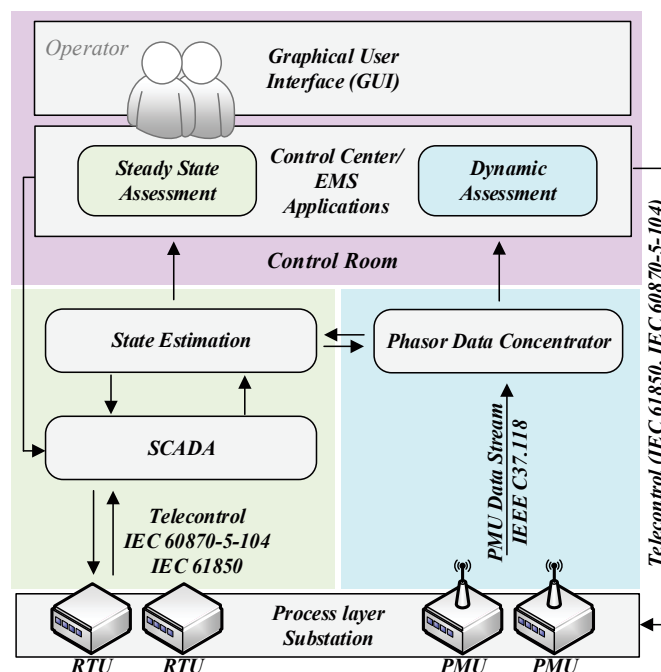 Operator
Graphical User
Interface (GUI)
Steady State
Assessment
Control Center/
EMS
Applications
Dynamic
Assessment
Control Room
State Estimation
Phasor Data Concentrator
SCADA
Telecontrol
IEC 60870-5-104
IEC 61850
PMU Data Stream
IEEE C37.118
Telecontrol (IEC 61850, IEC 60870-5-104)
Process layer
Substation
RTU
RTU
PMU
PMU